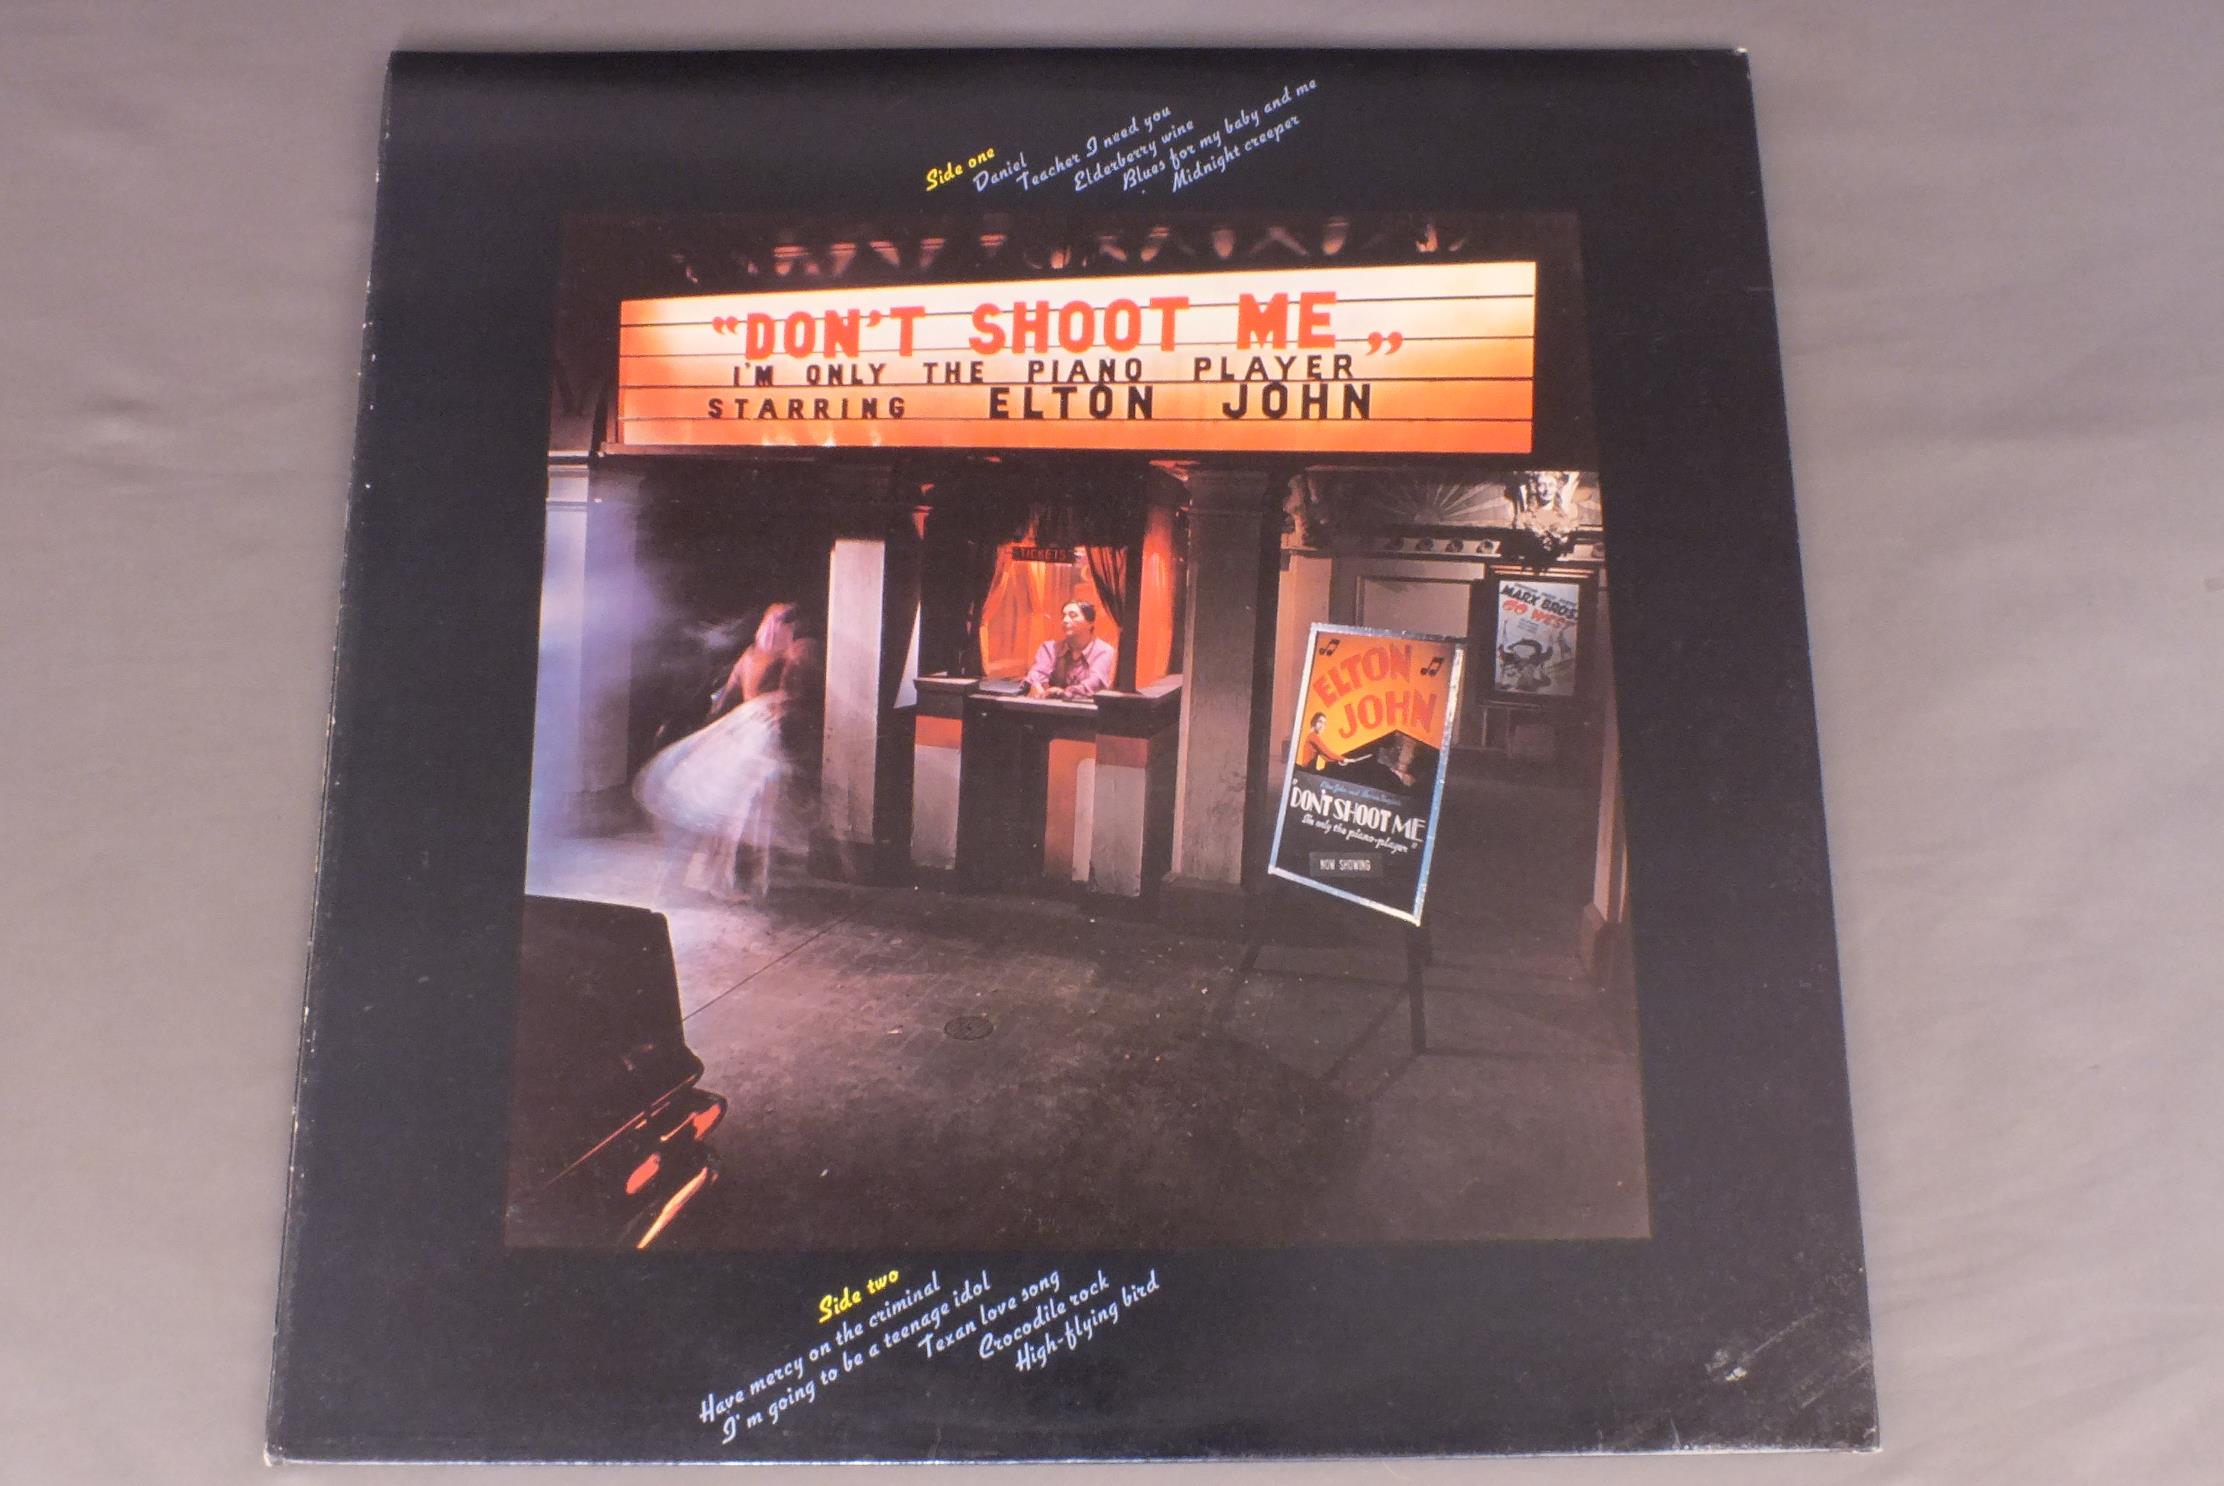 Side one
Daniel
Teacher I need you
Elderberry wine
Blues for my baby and me
Midnight creeper
"DON'T SHOOT ME"
I'M ONLY THE PIANO PLAYER
STARRING ELTON JOHN
TICKETS
MARX BROS.
GO WEST
ELTON
JOHN
"DON'T SHOOT ME
I'm only the piano-player"
NOW SHOWING
Side two
Have mercy on the criminal
I'm going to be a teenage idol
Texan love song
Crocodile rock
High-flying bird